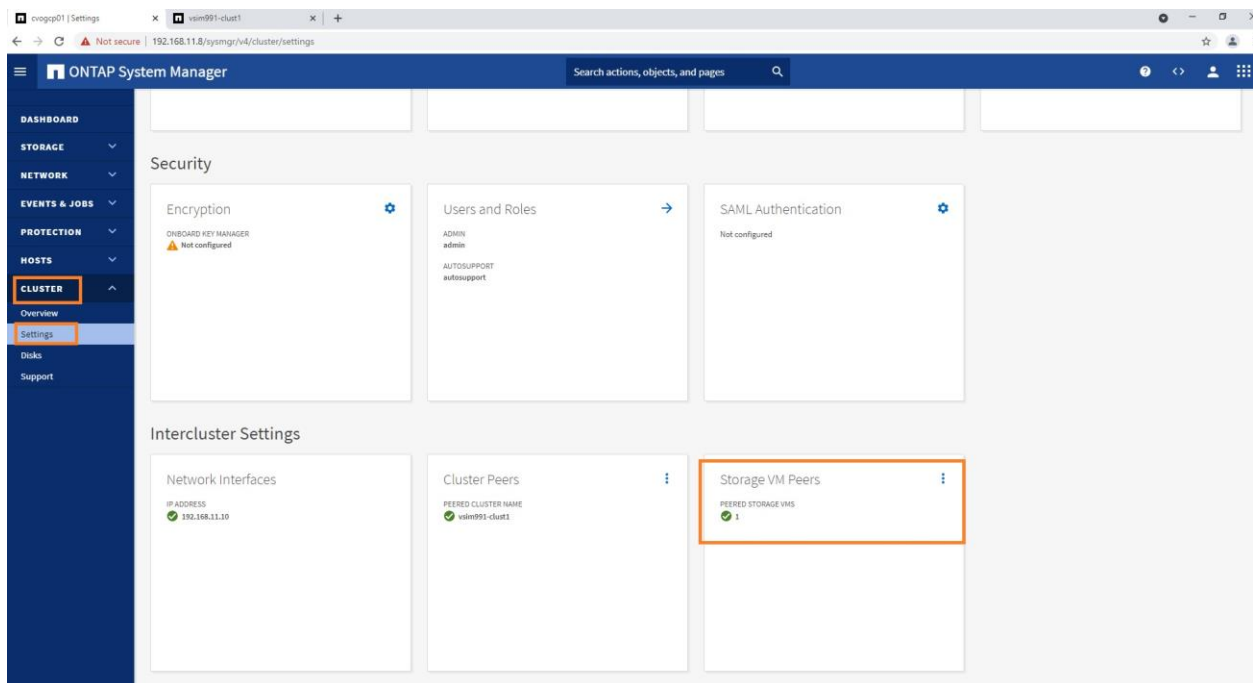 cvogcp01 | Settings
vsim991-clust1
Not secure | 192.168.11.8/sysmgr/v4/cluster/settings
ONTAP System Manager
Search actions, objects, and pages
DASHBOARD
STORAGE
NETWORK
EVENTS & JOBS
PROTECTION
HOSTS
CLUSTER
Overview
Settings
Disks
Support
Security
Encryption
ONBOARD KEY MANAGER
Not configured
Users and Roles
ADMIN
admin
AUTOSUPPORT
autosupport
SAML Authentication
Not configured
Intercluster Settings
Network Interfaces
IP ADDRESS
192.168.11.10
Cluster Peers
PEERED CLUSTER NAME
vsim991-clust1
Storage VM Peers
PEERED STORAGE VMS
1